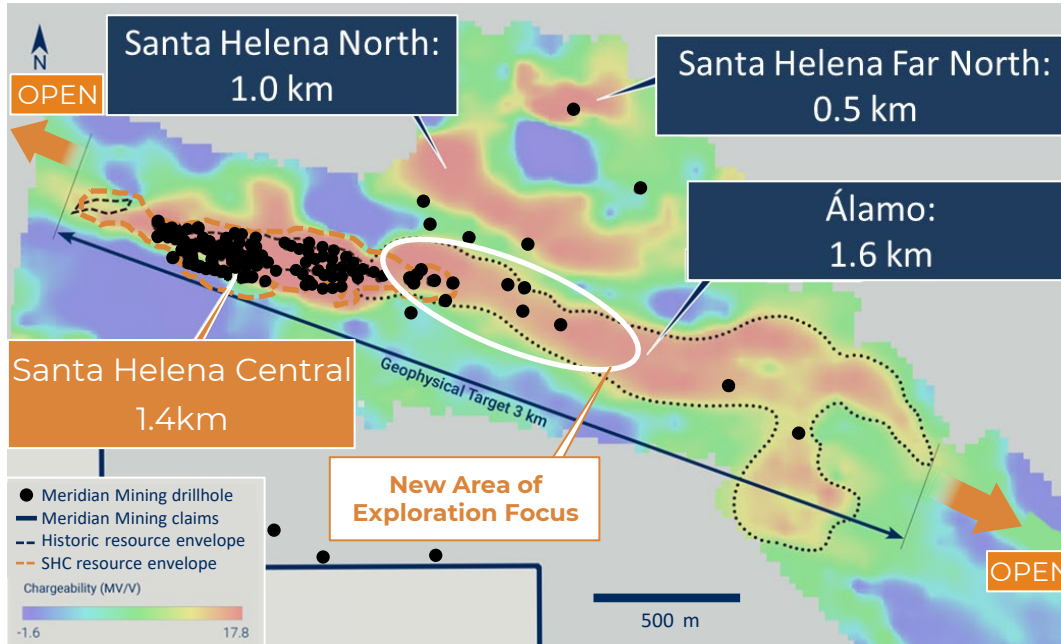 N
OPEN
Santa Helena North:
1.0 km
Santa Helena Far North:
0.5 km
Álamo:
1.6 km
Santa Helena Central
1.4km
Geophysical Target 3 km
New Area of
Exploration Focus
OPEN
Meridian Mining drillhole
Meridian Mining claims
Historic resource envelope
SHC resource envelope
Chargeability (MV/V)
-1.6
17.8
500 m